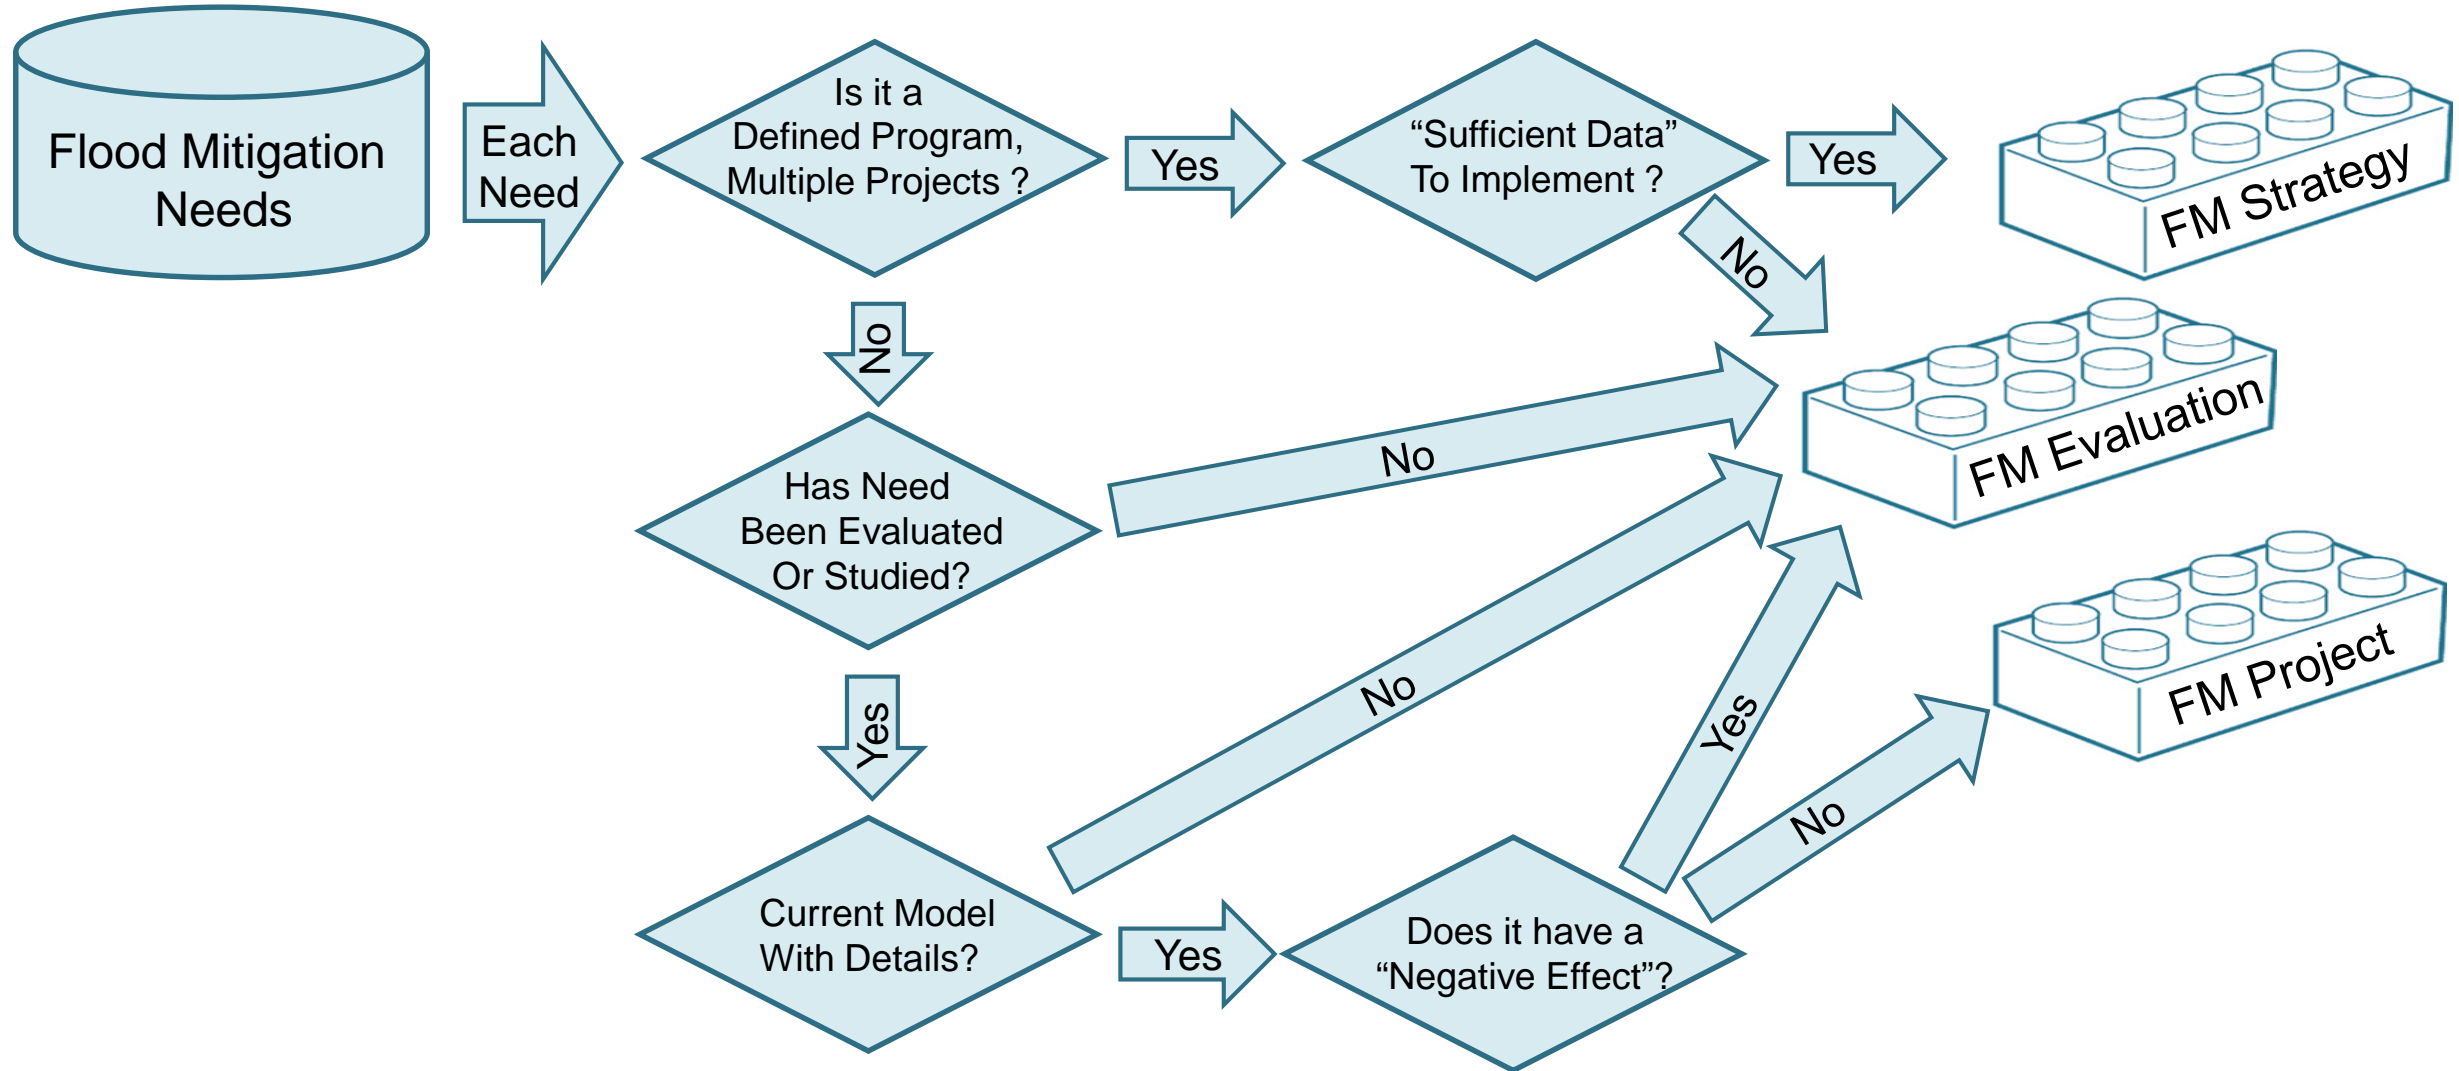 Flood Mitigation
Needs
Each
Need
Is it a
Defined Program,
Multiple Projects ?
Yes
“Sufficient Data”
To Implement ?
Yes
FM Strategy
No
No
Has Need
Been Evaluated
Or Studied?
No
FM Evaluation
Yes
No
Yes
No
FM Project
Current Model
With Details?
Yes
Does it have a
“Negative Effect”?